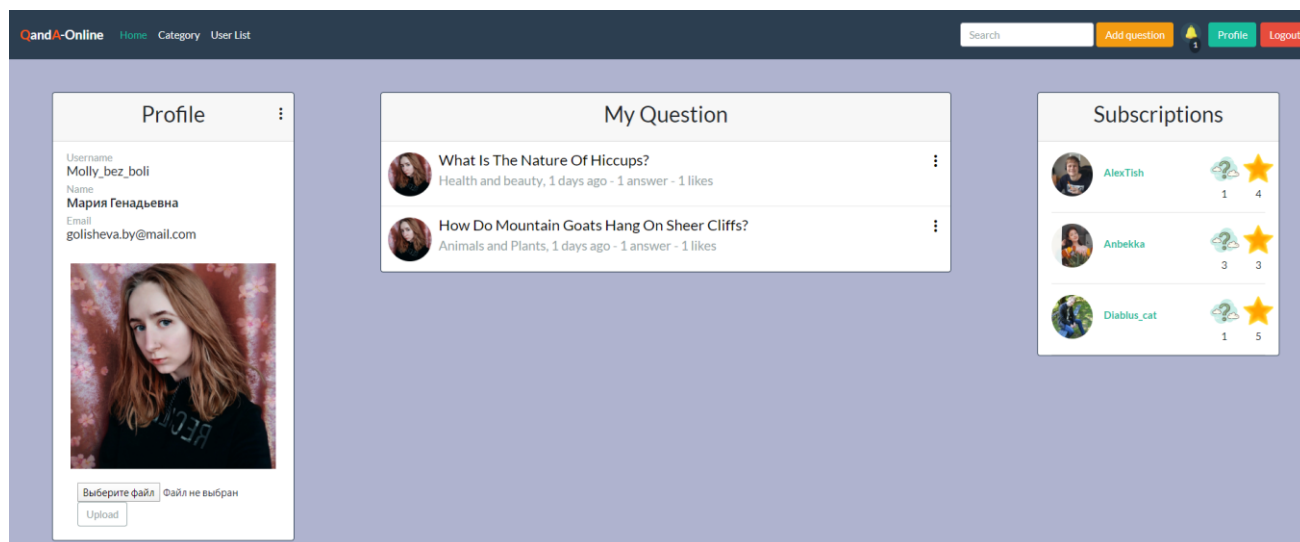 QandA-Online Home Category User List Search Add question 1 Profile Logout
Profile
Username
Molly_bez_boli
Name
Мария Генадьевна
Email
golisheva.by@mail.com
RECE
Выберите файл Файл не выбран
Upload
My Question
What Is The Nature Of Hiccups?
Health and beauty, 1 days ago - 1 answer - 1 likes
How Do Mountain Goats Hang On Sheer Cliffs?
Animals and Plants, 1 days ago - 1 answer - 1 likes
Subscriptions
AlexTish
1 4
Anbekka
3 3
Diablus_cat
1 5